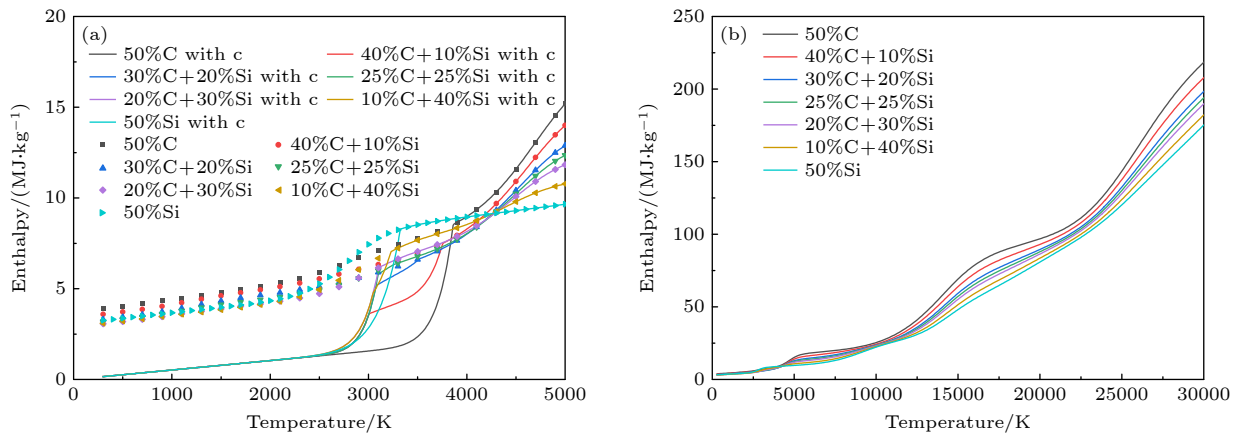 (a)
50%C with c 40%C+10%Si with c
30%C+20%Si with c 25%C+25%Si with c
20%C+30%Si with c 10%C+40%Si with c
50%Si with c
50%C 40%C+10%Si
30%C+20%Si 25%C+25%Si
20%C+30%Si 10%C+40%Si
50%Si
Enthalpy/(MJ·kg⁻¹)
20
15
10
5
0
0 1000 2000 3000 4000 5000
Temperature/K
(b)
50%C
40%C+10%Si
30%C+20%Si
25%C+25%Si
20%C+30%Si
10%C+40%Si
50%Si
Enthalpy/(MJ·kg⁻¹)
250
200
150
100
50
0
0 5000 10000 15000 20000 25000 30000
Temperature/K